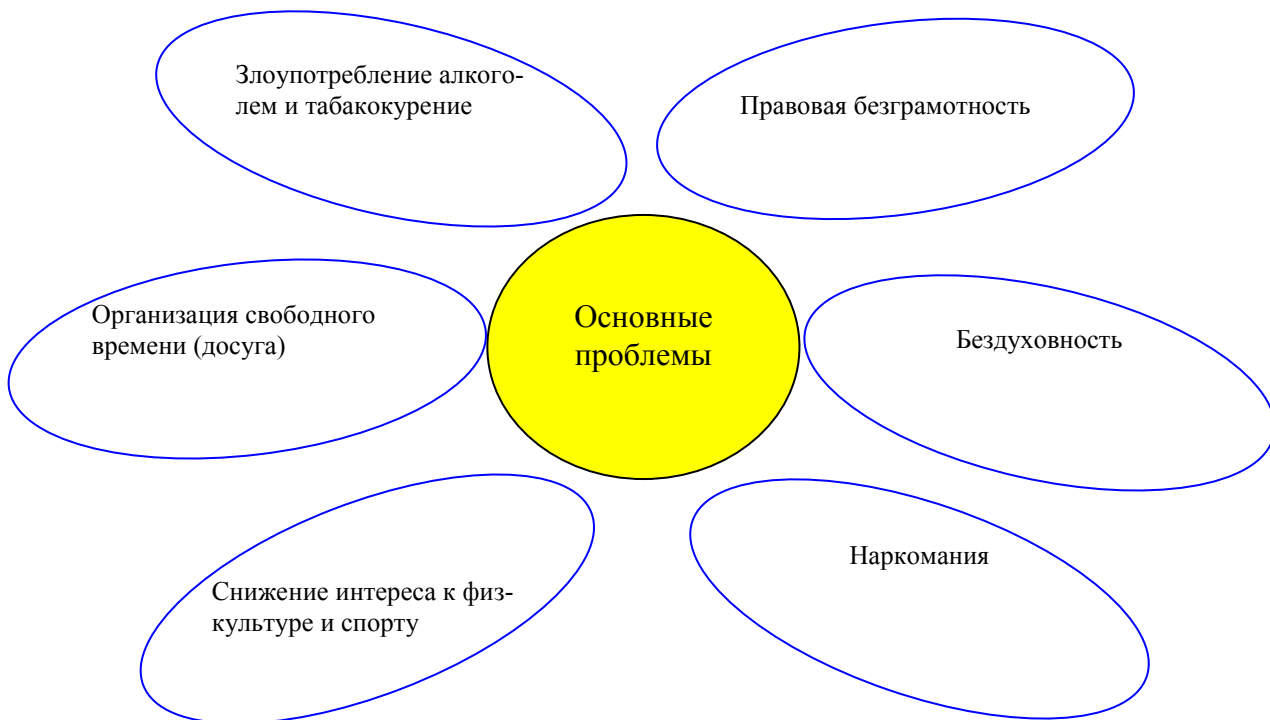 Злоупотребление алкого-
лем и табакокурение
Правовая безграмотность
Организация свободного
времени (досуга)
Основные
проблемы
Бездуховность
Снижение интереса к физ-
культуре и спорту
Наркомания